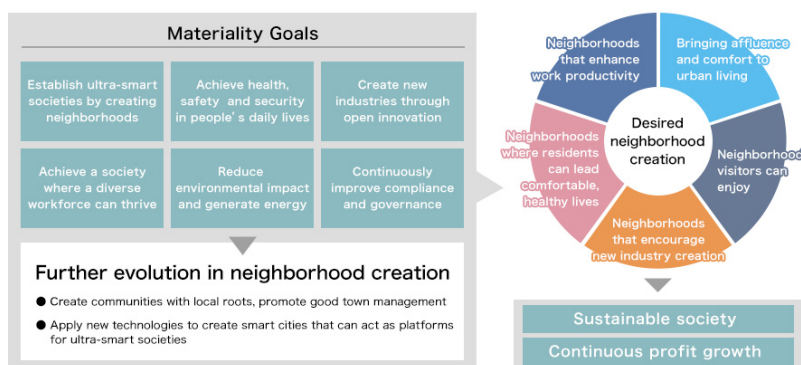 Materiality Goals
Establish ultra-smart
societies by creating
neighborhoods
Achieve health,
safety and security
in people's daily lives
Create new
industries through
open innovation
Achieve a society
where a diverse
workforce can thrive
Reduce
environmental impact
and generate energy
Continuously
improve compliance
and governance
Further evolution in neighborhood creation
● Create communities with local roots, promote good town management
● Apply new technologies to create smart cities that can act as platforms
for ultra-smart societies
Neighborhoods
that enhance
work productivity
Bringing affluence
and comfort to
urban living
Neighborhoods
where residents
can lead
comfortable,
healthy lives
Desired
neighborhood
creation
Neighborhood
visitors can
enjoy
Neighborhoods
that encourage
new industry creation
Sustainable society
Continuous profit growth